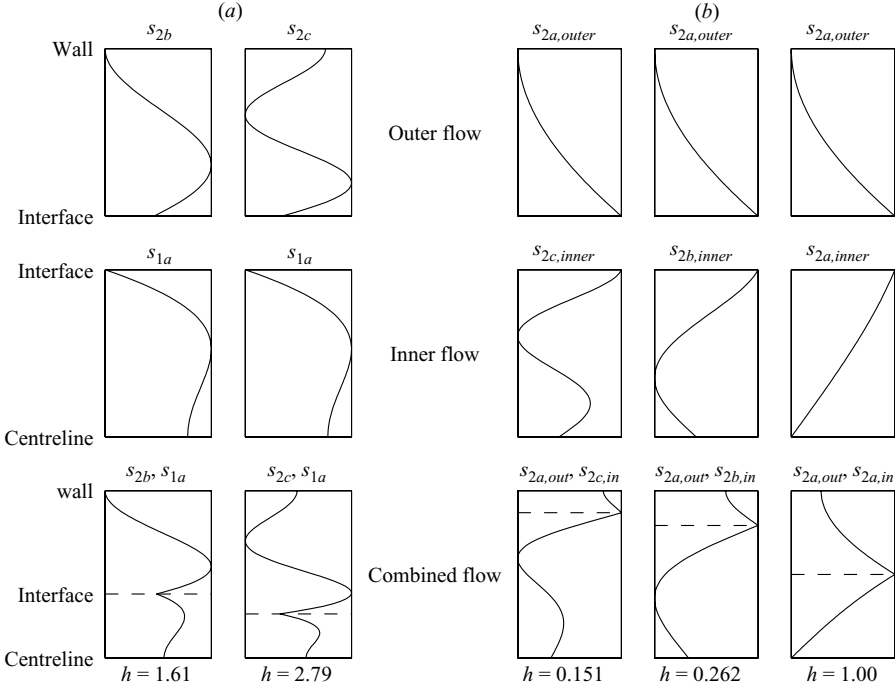 (a) (b)
s2b s2c s2a,outer s2a,outer s2a,outer
Wall
Outer flow
Interface
s1a s1a s2c,inner s2b,inner s2a,inner
Interface
Inner flow
Centreline
s2b, s1a s2c, s1a s2a,out, s2c,in s2a,out, s2b,in s2a,out, s2a,in
wall
Combined flow
Interface
Centreline
h = 1.61 h = 2.79 h = 0.151 h = 0.262 h = 1.00